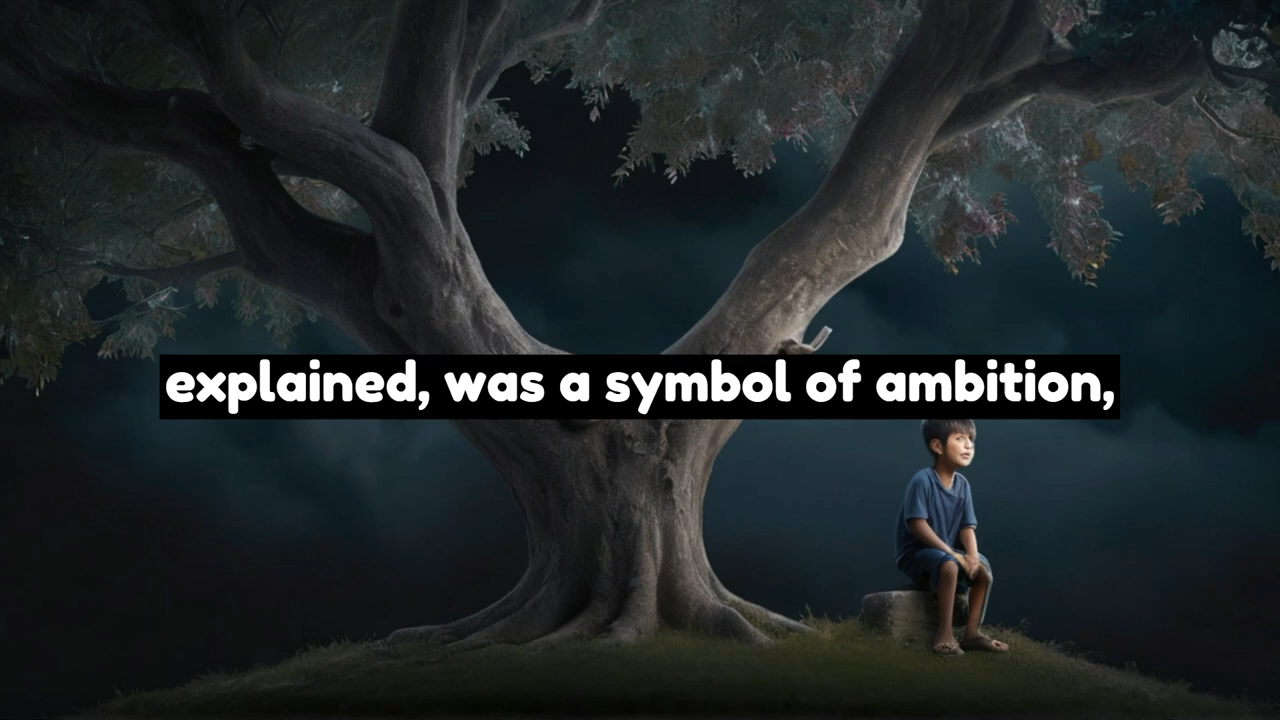 explained, was a symbol of ambition,